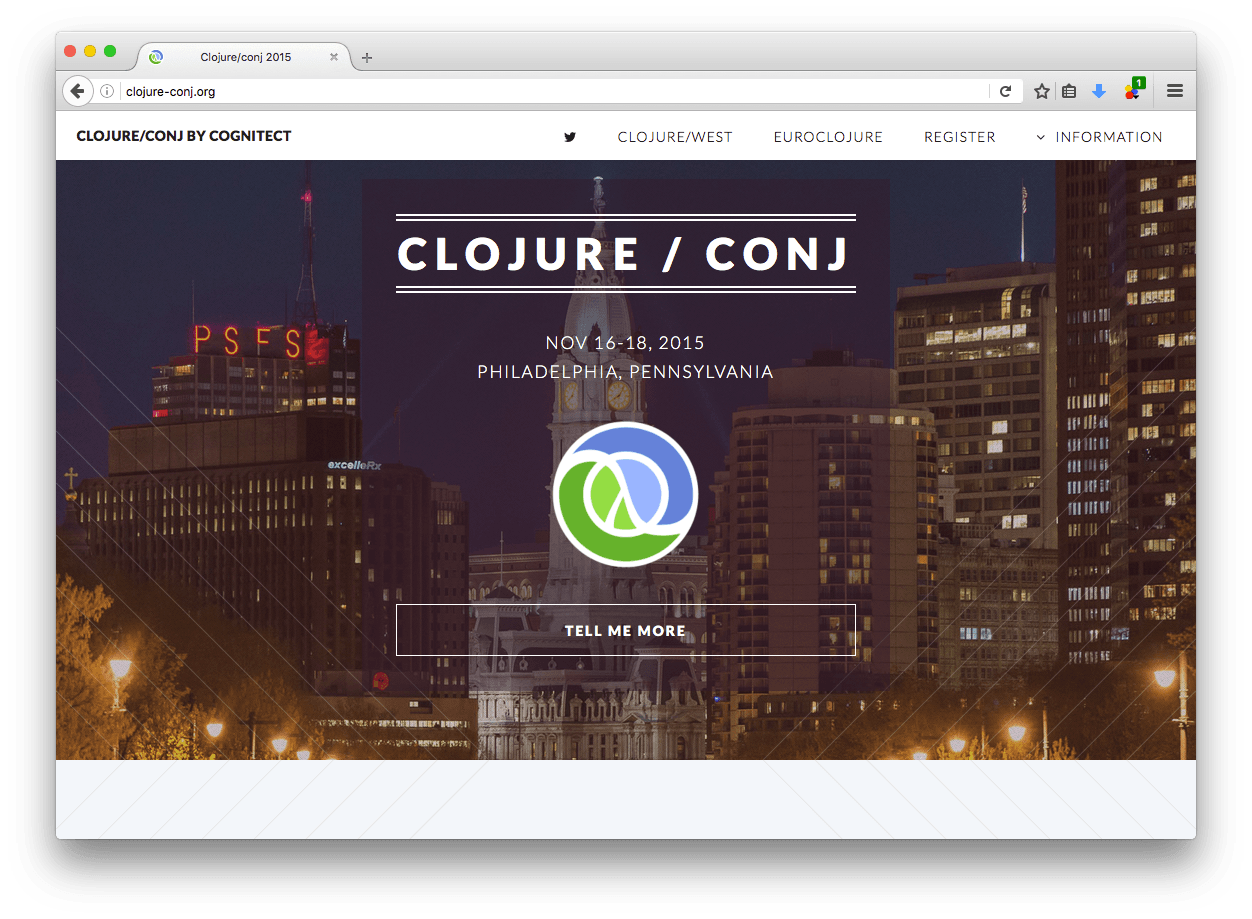 Clojure/conj 2015
clojure-conj.org
1
CLOJURE/CONJ BY COGNITECT
CLOJURE/WEST
EUROCLOJURE
REGISTER
INFORMATION
CLOJURE / CONJ
NOV 16-18, 2015
PHILADELPHIA, PENNSYLVANIA
PSFS
excelleRx
TELL ME MORE